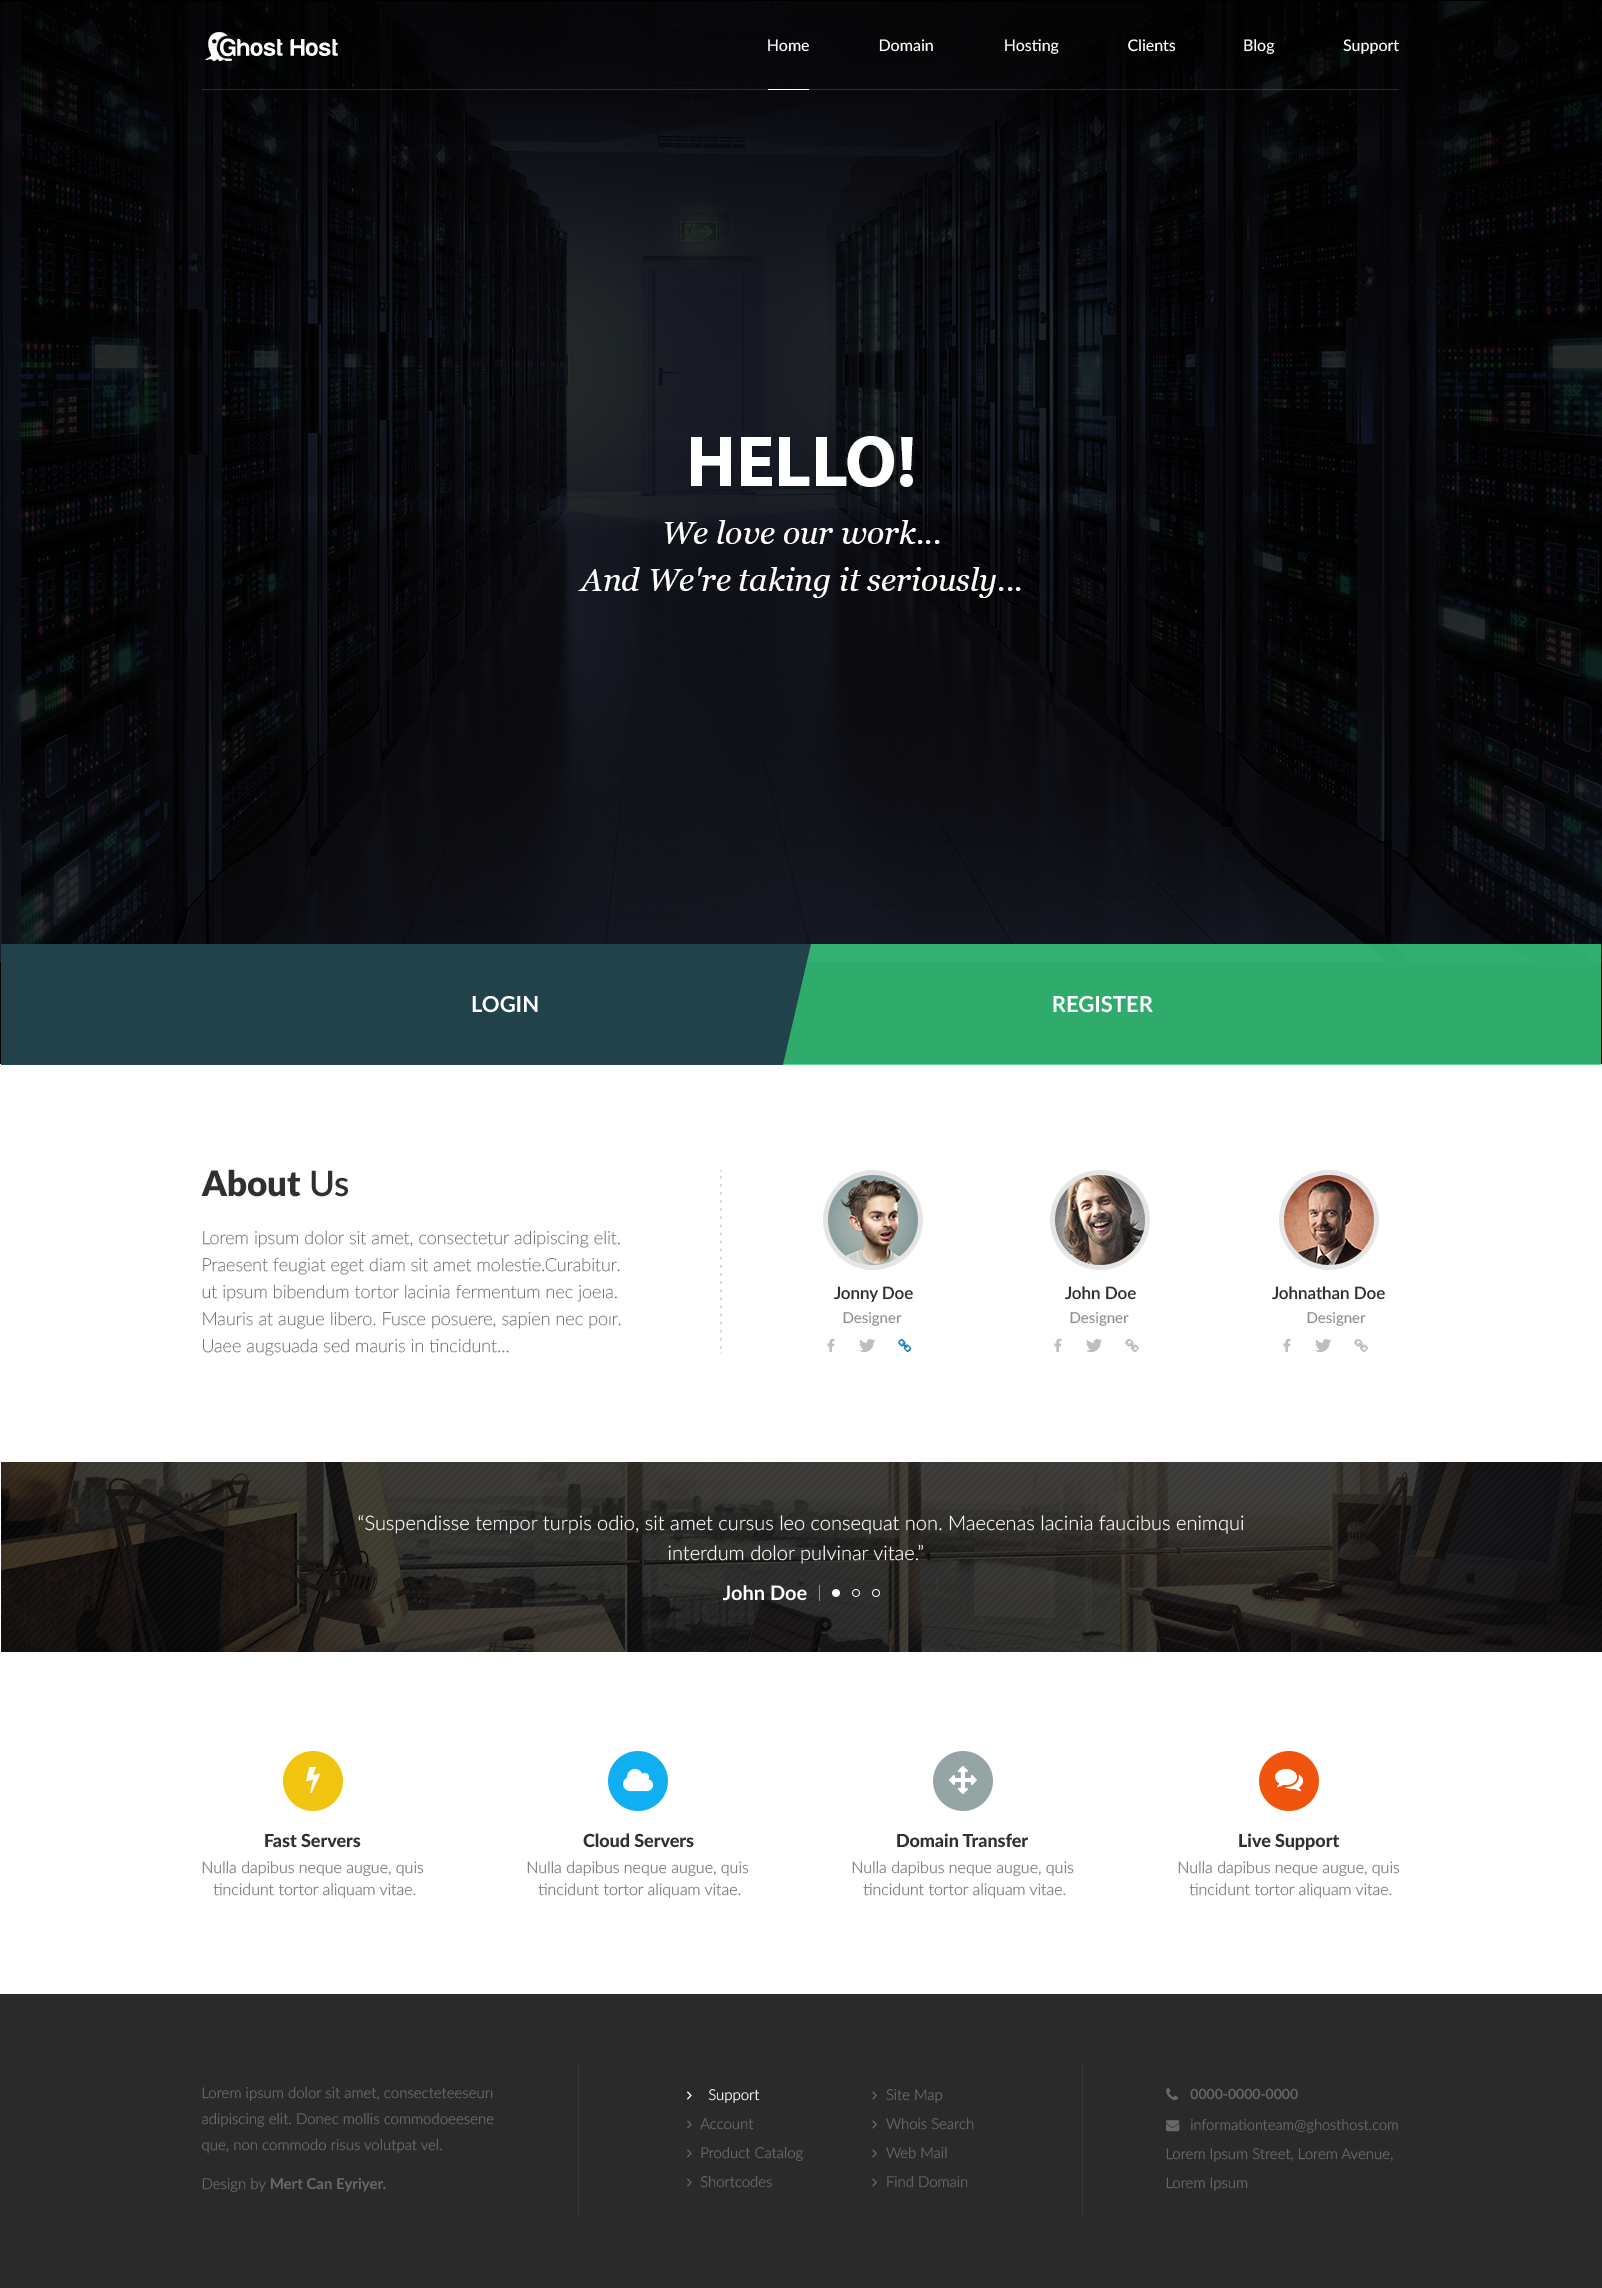 Ghost Host
Home Domain Hosting Clients Blog Support
HELLO!
We love our work...
And We're taking it seriously...
LOGIN REGISTER
About Us
Lorem ipsum dolor sit amet, consectetur adipiscing elit.
Praesent feugiat eget diam sit amet molestie.Curabitur.
ut ipsum bibendum tortor lacinia fermentum nec joeıa.
Mauris at augue libero. Fusce posuere, sapien nec poır.
Uaee augsuada sed mauris in tincidunt...
Jonny Doe
Designer
John Doe
Designer
Johnathan Doe
Designer
“Suspendisse tempor turpis odio, sit amet cursus leo consequat non. Maecenas lacinia faucibus enimqui
interdum dolor pulvinar vitae.”
John Doe
Fast Servers
Nulla dapibus neque augue, quis
tincidunt tortor aliquam vitae.
Cloud Servers
Nulla dapibus neque augue, quis
tincidunt tortor aliquam vitae.
Domain Transfer
Nulla dapibus neque augue, quis
tincidunt tortor aliquam vitae.
Live Support
Nulla dapibus neque augue, quis
tincidunt tortor aliquam vitae.
Lorem ipsum dolor sit amet, consecteteeseurı
adipiscing elit. Donec mollis commodoeesene
que, non commodo risus volutpat vel.
Design by Mert Can Eyriyer.
Support
Account
Product Catalog
Shortcodes
Site Map
Whois Search
Web Mail
Find Domain
0000-0000-0000
informationteam@ghosthost.com
Lorem Ipsum Street, Lorem Avenue,
Lorem Ipsum